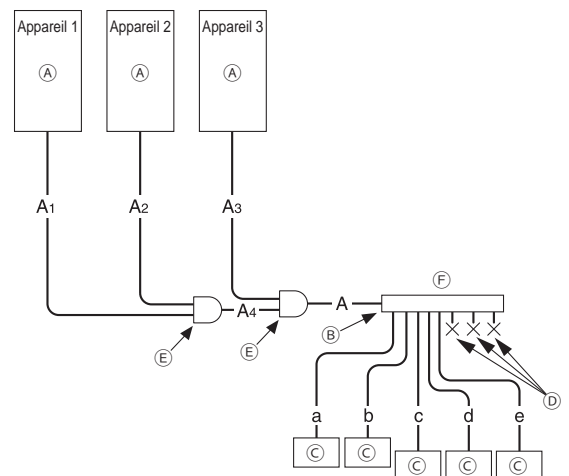 Appareil 1 Appareil 2 Appareil 3
A A A
A1 A2 A3
F
A4 A
B
E E
D
a b c d e
C C C C C